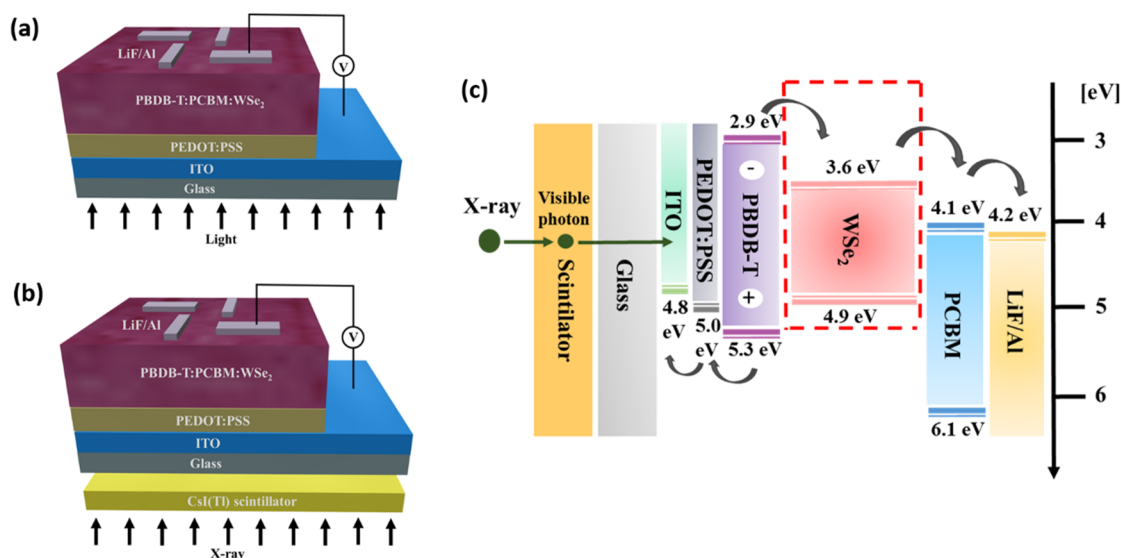 (a)
LiF/Al
V
PBDB-T:PCBM:WSe₂
PEDOT:PSS
ITO
Glass
Light
(b)
LiF/Al
V
PBDB-T:PCBM:WSe₂
PEDOT:PSS
ITO
Glass
CsI(Tl) scintillator
X-ray
(c)
[eV]
3
4
5
6
X-ray
Visible
photon
Scintilator
Glass
ITO
4.8
eV
PEDOT:PSS
5.0
eV
2.9 eV
-
PBDB-T
+
5.3 eV
3.6 eV
WSe₂
4.9 eV
4.1 eV
PCBM
6.1 eV
4.2 eV
LiF/Al